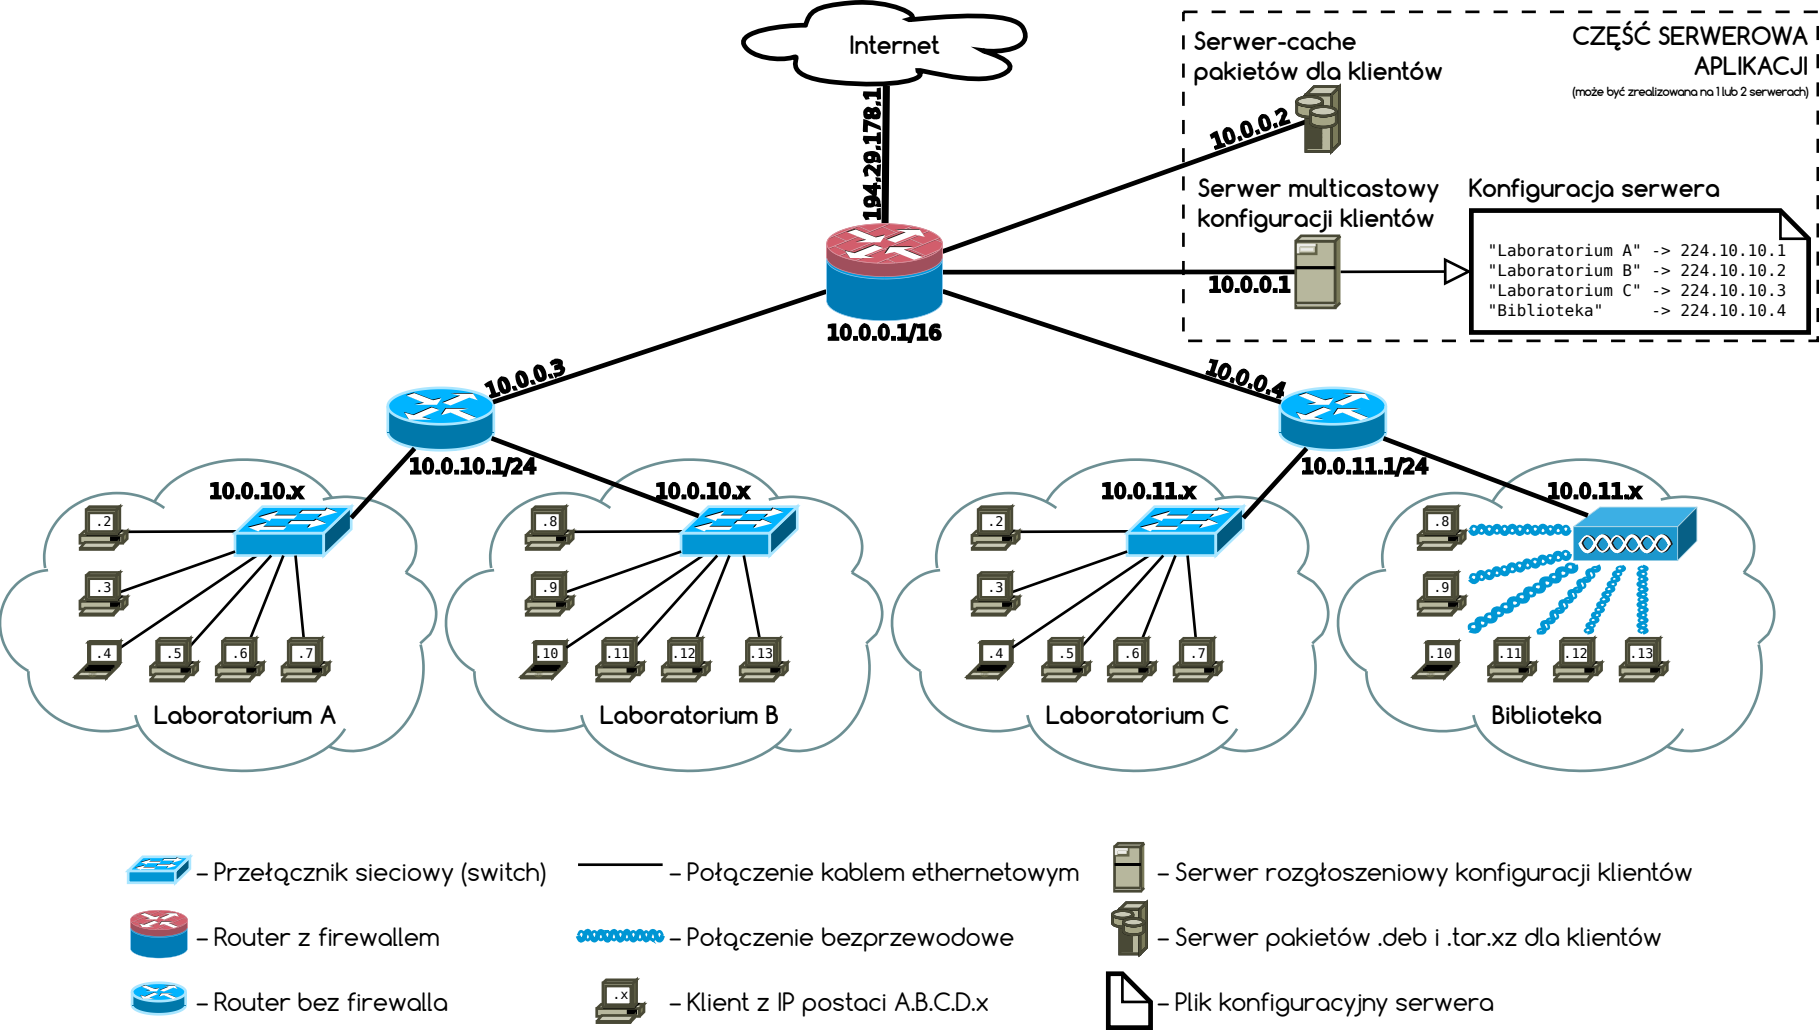 Internet
194.29.178.1
Serwer-cache
pakietów dla klientów
CZĘŚĆ SERWEROWA
APLIKACJI
(może być zrealizowana na 1 lub 2 serwerach)
10.0.0.2
Serwer multicastowy
konfiguracji klientów
Konfiguracja serwera
"Laboratorium A" -> 224.10.10.1
"Laboratorium B" -> 224.10.10.2
"Laboratorium C" -> 224.10.10.3
"Biblioteka" -> 224.10.10.4
10.0.0.1
10.0.0.1/16
10.0.0.3
10.0.0.4
10.0.10.1/24
10.0.11.1/24
10.0.10.x
.2
.3
.4
.5
.6
.7
Laboratorium A
10.0.10.x
.8
.9
.10
.11
.12
.13
Laboratorium B
10.0.11.x
.2
.3
.4
.5
.6
.7
Laboratorium C
10.0.11.x
.8
.9
.10
.11
.12
.13
Biblioteka
– Przełącznik sieciowy (switch)
– Połączenie kablem ethernetowym
– Serwer rozgłoszeniowy konfiguracji klientów
– Router z firewallem
– Połączenie bezprzewodowe
– Serwer pakietów .deb i .tar.xz dla klientów
– Router bez firewalla
.x
– Klient z IP postaci A.B.C.D.x
– Plik konfiguracyjny serwera